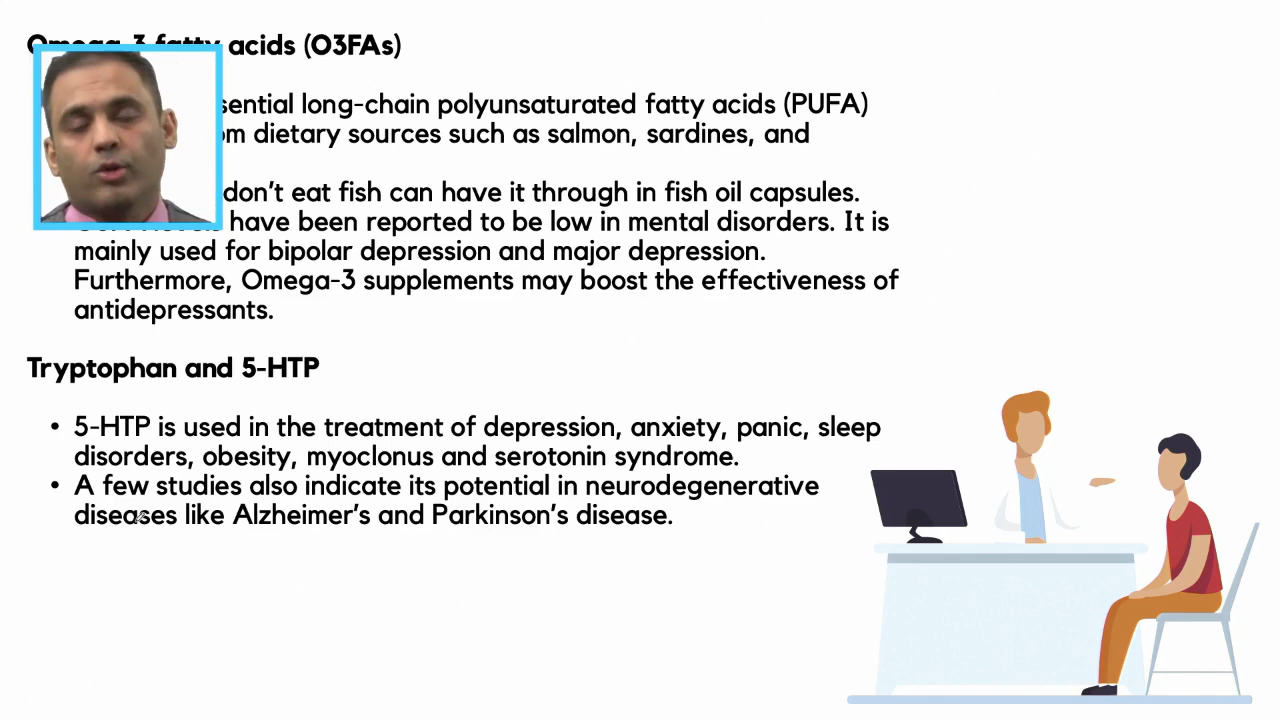 acids (O3FAs)
long-chain polyunsaturated fatty acids (PUFA)
dietary sources such as salmon, sardines, and
don't eat fish can have it through in fish oil capsules.
have been reported to be low in mental disorders. It is
mainly used for bipolar depression and major depression.
Furthermore, Omega-3 supplements may boost the effectiveness of
antidepressants.
Tryptophan and 5-HTP
• 5-HTP is used in the treatment of depression, anxiety, panic, sleep
disorders, obesity, myoclonus and serotonin syndrome.
• A few studies also indicate its potential in neurodegenerative
diseases like Alzheimer's and Parkinson's disease.